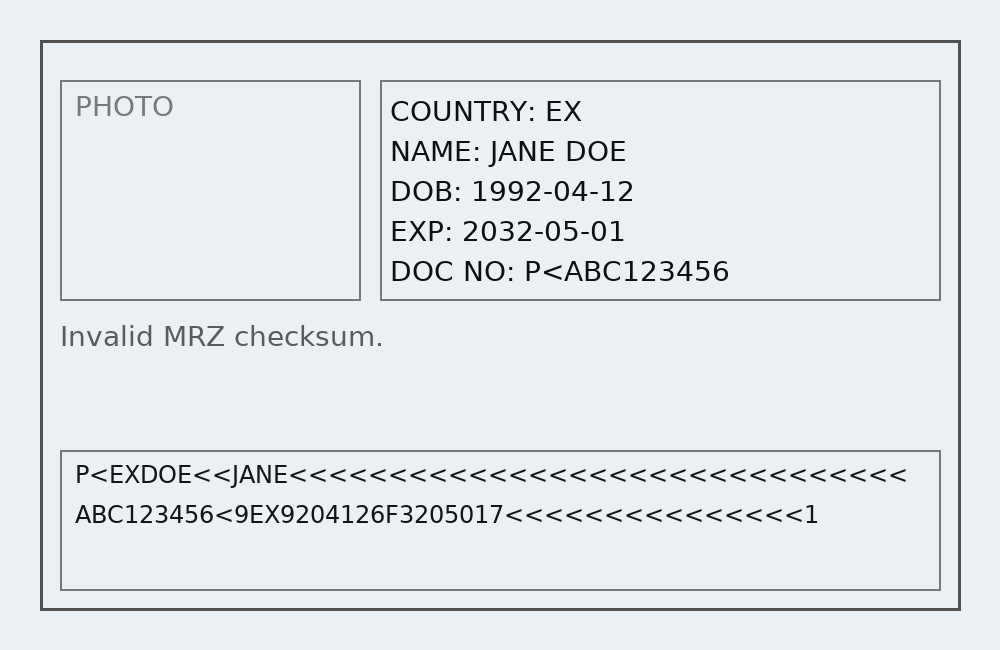 PHOTO
COUNTRY: EX
NAME: JANE DOE
DOB: 1992-04-12
EXP: 2032-05-01
DOC NO: P<ABC123456
Invalid MRZ checksum.
P<EXDOE<<JANE<<<<<<<<<<<<<<<<<<<<<<<<<<<<<<<
ABC123456<9EX9204126F3205017<<<<<<<<<<<<<<<1